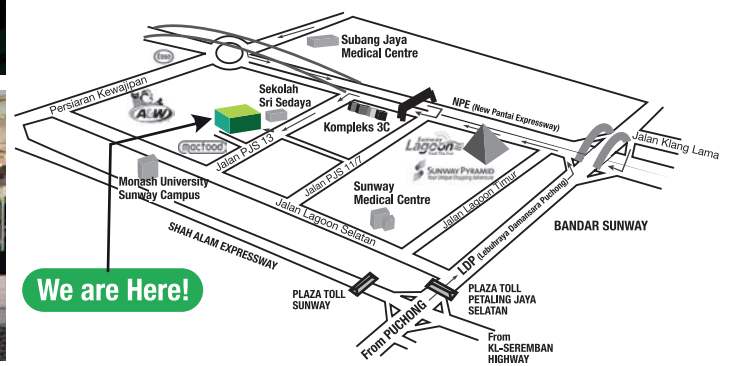 Subang Jaya
Medical Centre
Esso
Persiaran Kewajipan
A&W
Sekolah
Sri Sedaya
Kompleks 3C
NPE (New Pantai Expressway)
Jalan Klang Lama
macfood
Jalan PJS 13
Jalan PJS 11/7
Sunway
Lagoon
SUNWAY PYRAMID
Monash University
Sunway Campus
Sunway
Medical Centre
Jalan Lagoon Timur
Jalan Lagoon Selatan
LDP (Lebuhraya Damansara Puchong)
BANDAR SUNWAY
SHAH ALAM EXPRESSWAY
We are Here!
PLAZA TOLL
SUNWAY
PLAZA TOLL
PETALING JAYA
SELATAN
From PUCHONG
From
KL-SEREMBAN
HIGHWAY